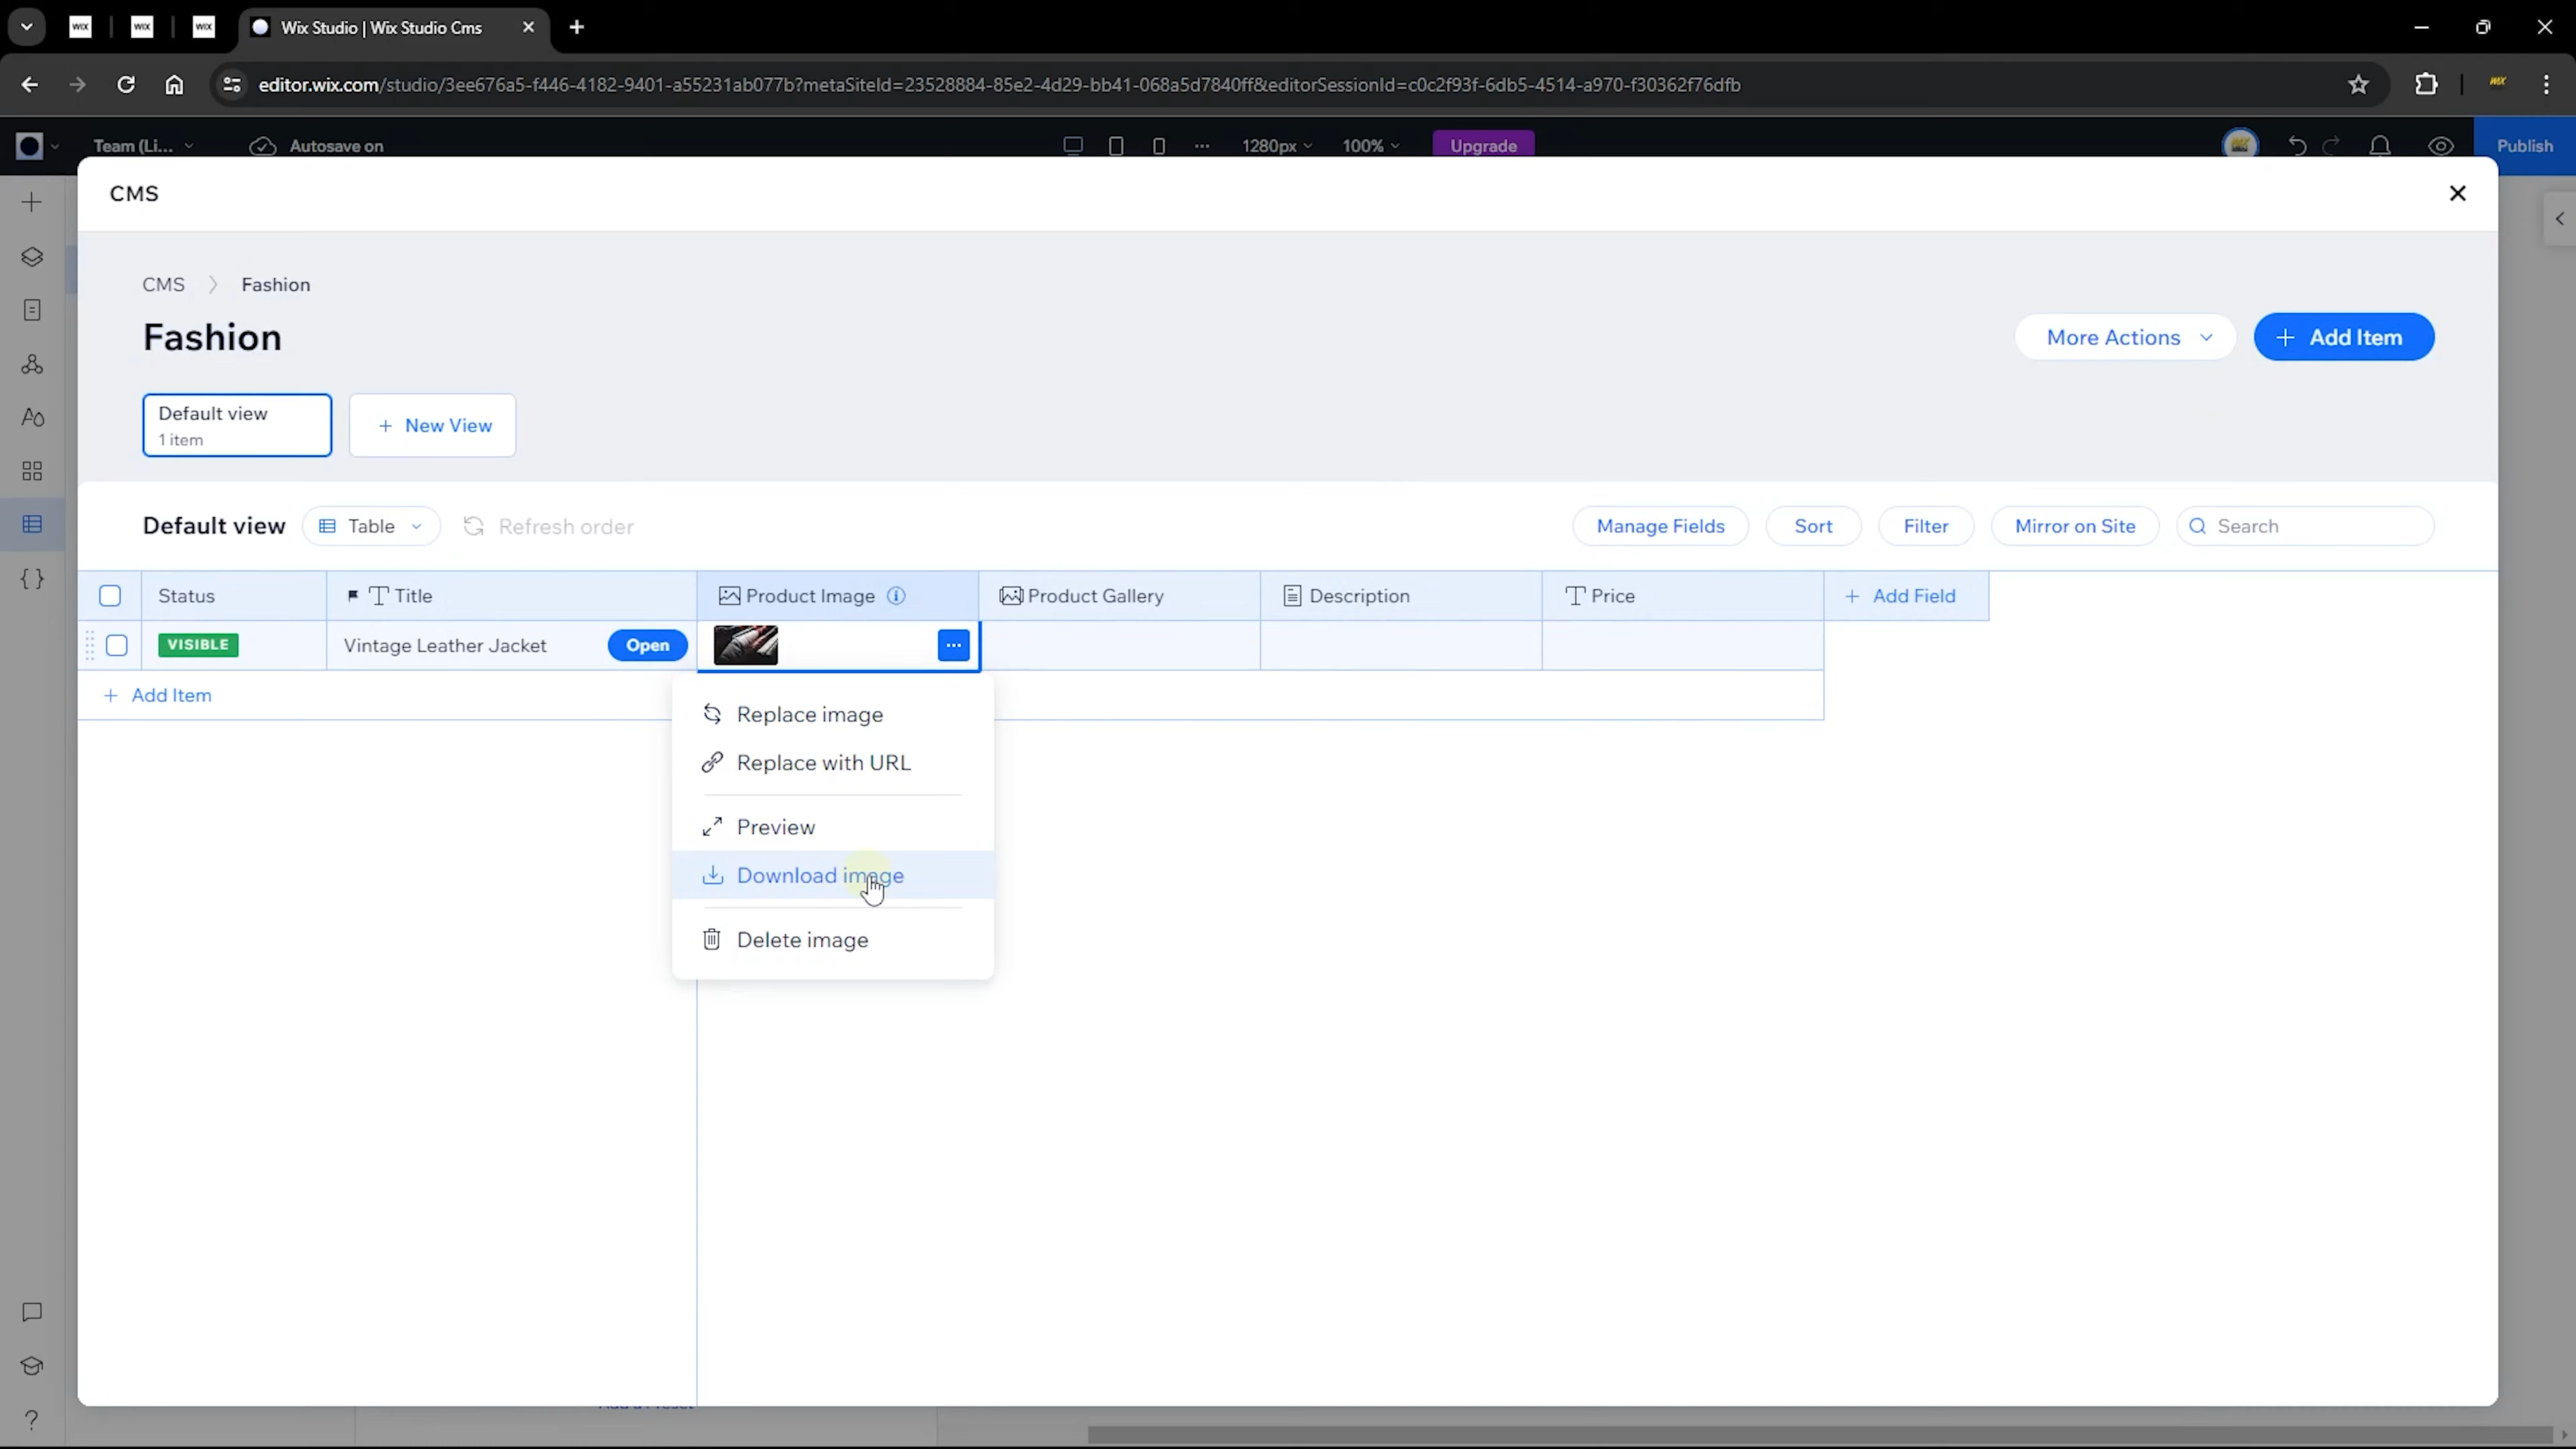 WIX WIX WIX Wix Studio | Wix Studio Cms
editor.wix.com/studio/3ee676a5-f446-4182-9401-a55231ab077b?metaSiteId=23528884-85e2-4d29-bb41-068a5d7840ff&editorSessionId=c0c2f93f-6db5-4514-a970-f30362f76dfb
Team (Li... Autosave on 1280px 100% Upgrade Publish
CMS
CMS > Fashion
Fashion More Actions + Add Item
Default view
1 item
+ New View
Default view Table Refresh order Manage Fields Sort Filter Mirror on Site Search
Status Title Product Image Product Gallery Description Price + Add Field
VISIBLE Vintage Leather Jacket Open ...
+ Add Item
Replace image
Replace with URL
Preview
Download image
Delete image